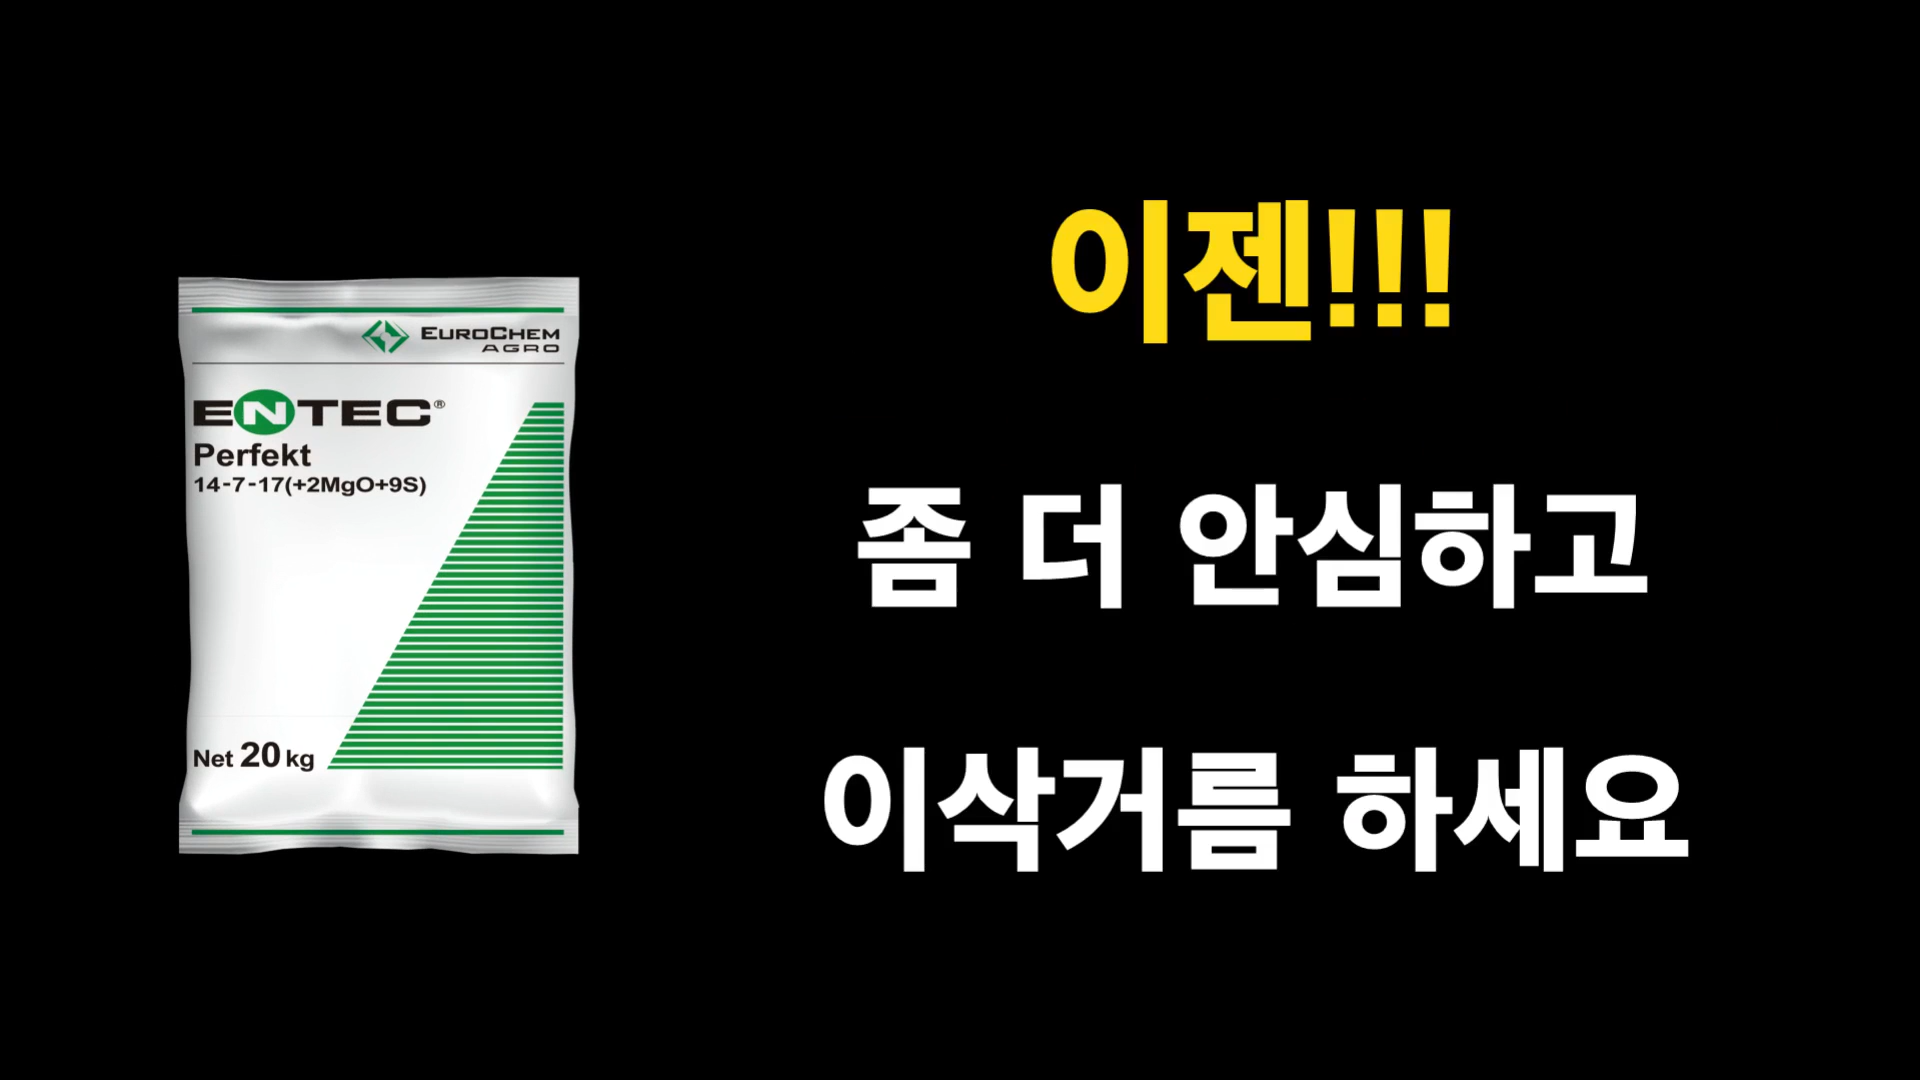 EUROCHEM
AGRO
ENTEC®
Perfekt
14-7-17(+2MgO+9S)
Net 20 kg
이젠!!!
좀 더 안심하고
이삭거름 하세요